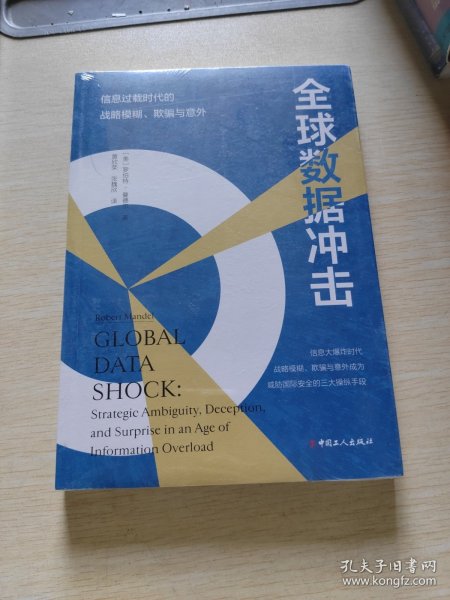 信息过载时代的
战略模糊、欺骗与意外
全球数据冲击
Robert Mandel
GLOBAL
DATA
SHOCK:
Strategic Ambiguity, Deception,
and Surprise in an Age of
Information Overload
信息大爆炸时代
战略模糊、欺骗与意外成为
威胁国际安全的三大操纵手段
中国工人出版社
孔夫子旧书网
www.kongfz.com